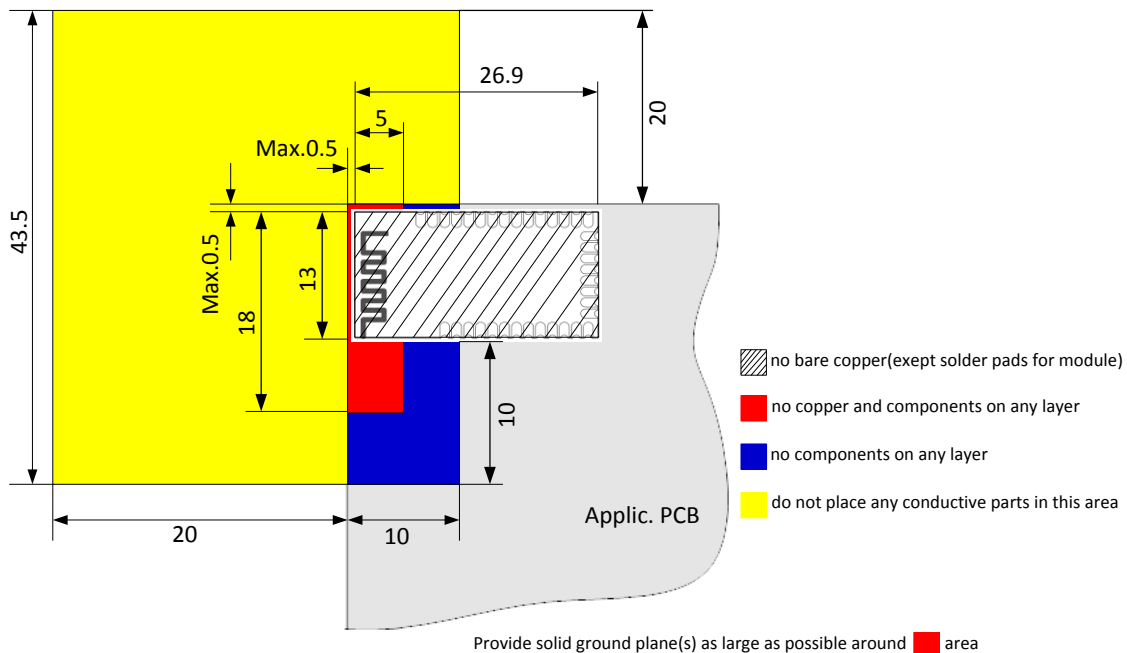 26.9
5
20
Max.0.5
43.5
Max.0.5
13
18
no bare copper(exept solder pads for module)
no copper and components on any layer
10
no components on any layer
do not place any conductive parts in this area
Applic. PCB
20
10
Provide solid ground plane(s) as large as possible around area